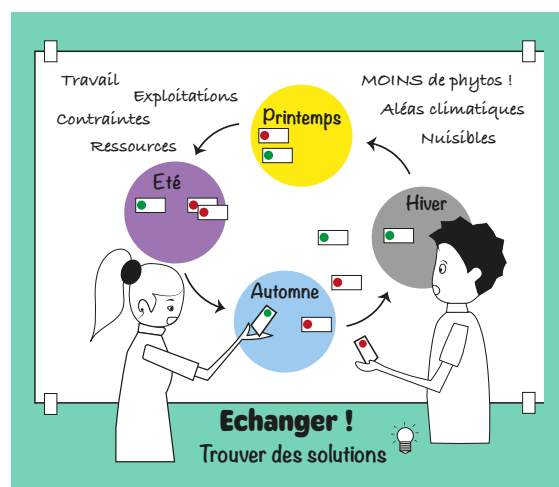 Travail
Exploitations
Contraintes
Ressources
MOINS de phytos !
Aléas climatiques
Nuisibles
Printemps
Eté
Hiver
Automne
Echanger !
Trouver des solutions